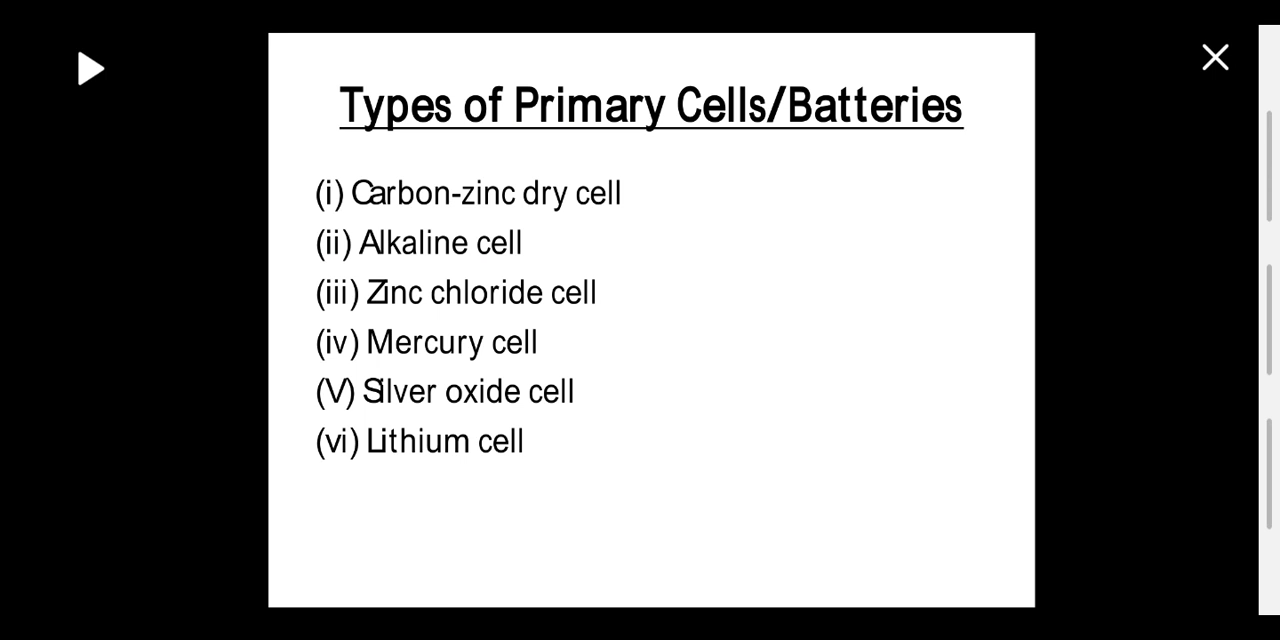 Types of Primary Cells/Batteries
(i) Carbon-zinc dry cell
(ii) Alkaline cell
(iii) Zinc chloride cell
(iv) Mercury cell
(V) Silver oxide cell
(vi) Lithium cell